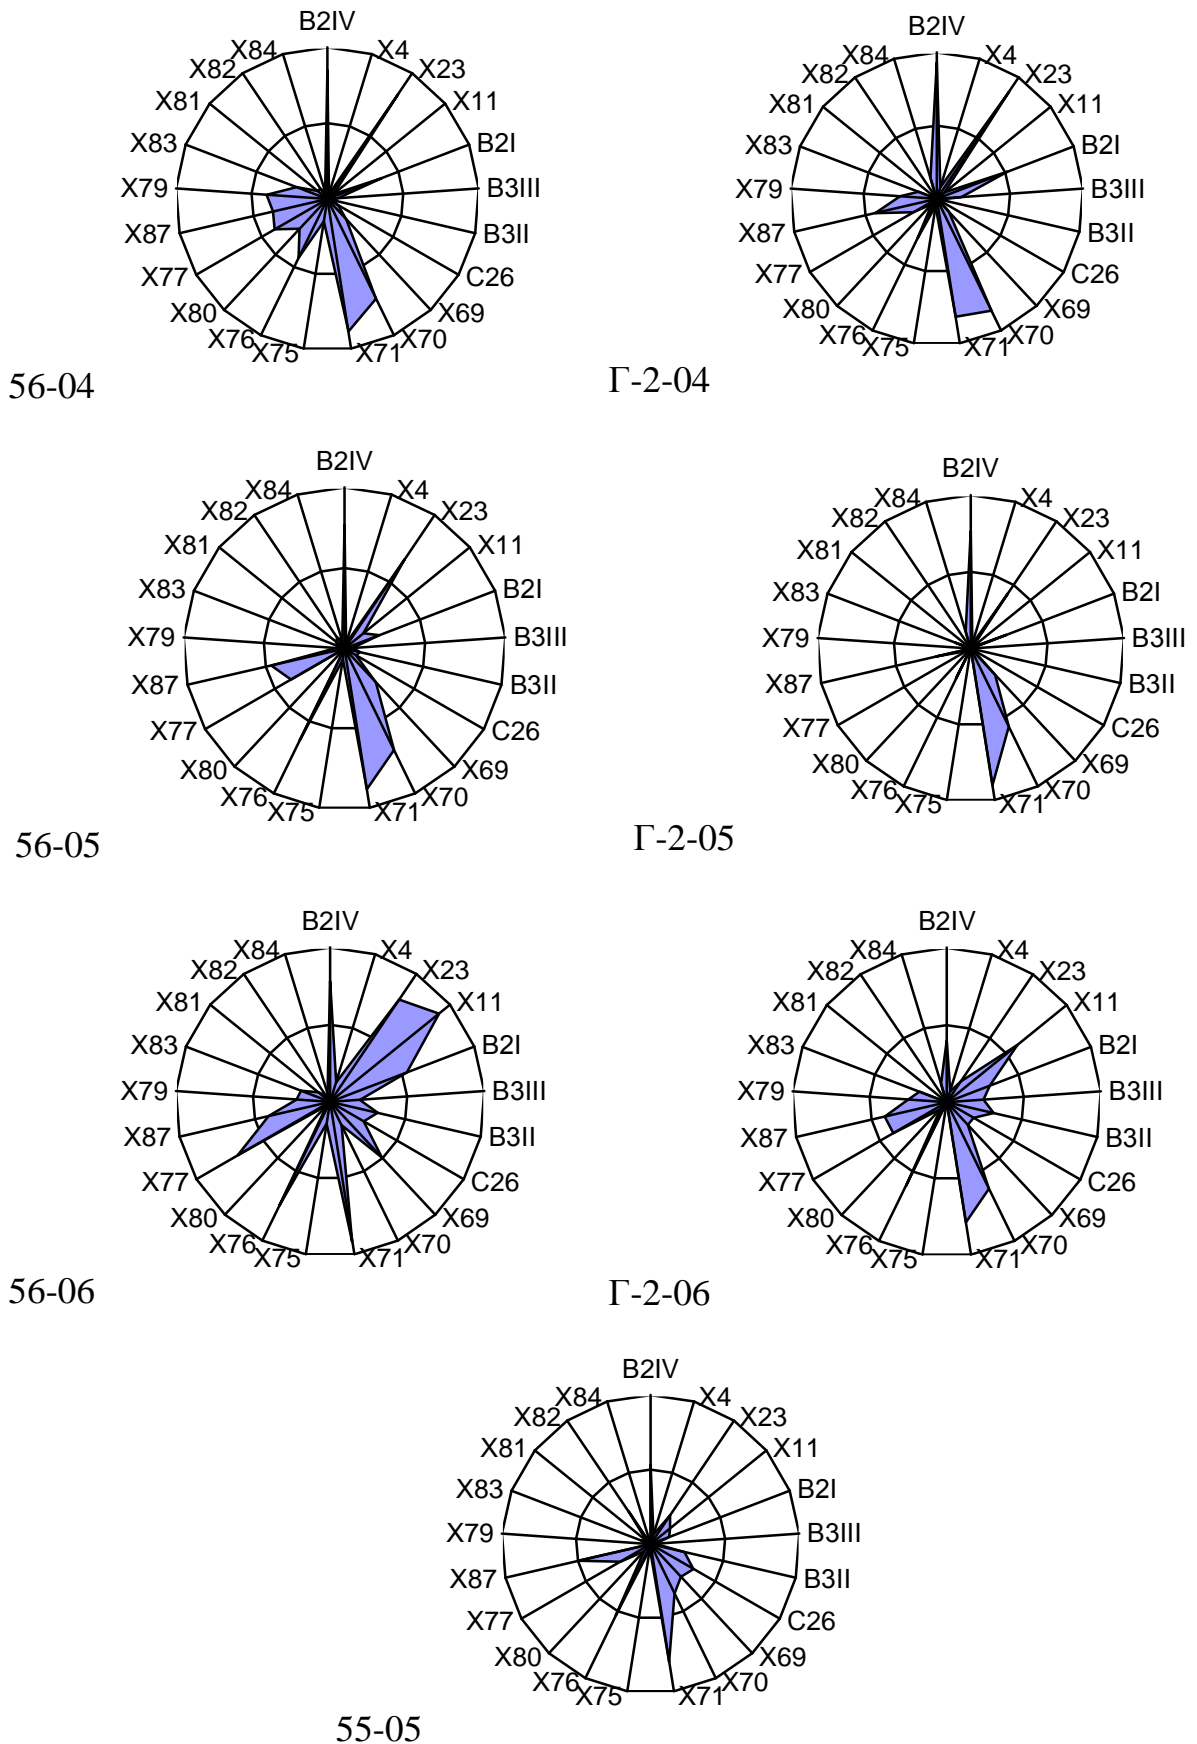 B2IV
X84 X4
X82 X23
X81 X11
X83 B2I
X79 B3III
X87 B3II
X77 C26
X80 X69
X76 X70
X75 X71
56-04
B2IV
X84 X4
X82 X23
X81 X11
X83 B2I
X79 B3III
X87 B3II
X77 C26
X80 X69
X76 X70
X75 X71
Г-2-04
B2IV
X84 X4
X82 X23
X81 X11
X83 B2I
X79 B3III
X87 B3II
X77 C26
X80 X69
X76 X70
X75 X71
56-05
B2IV
X84 X4
X82 X23
X81 X11
X83 B2I
X79 B3III
X87 B3II
X77 C26
X80 X69
X76 X70
X75 X71
Г-2-05
B2IV
X84 X4
X82 X23
X81 X11
X83 B2I
X79 B3III
X87 B3II
X77 C26
X80 X69
X76 X70
X75 X71
56-06
B2IV
X84 X4
X82 X23
X81 X11
X83 B2I
X79 B3III
X87 B3II
X77 C26
X80 X69
X76 X70
X75 X71
Г-2-06
B2IV
X84 X4
X82 X23
X81 X11
X83 B2I
X79 B3III
X87 B3II
X77 C26
X80 X69
X76 X70
X75 X71
55-05